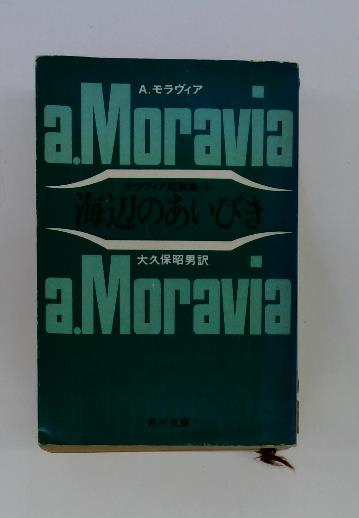 A. モラヴィア
a.Moravia
モラヴィア短篇集・1
海辺のあいびき
大久保昭男訳
a.Moravia
角川文庫